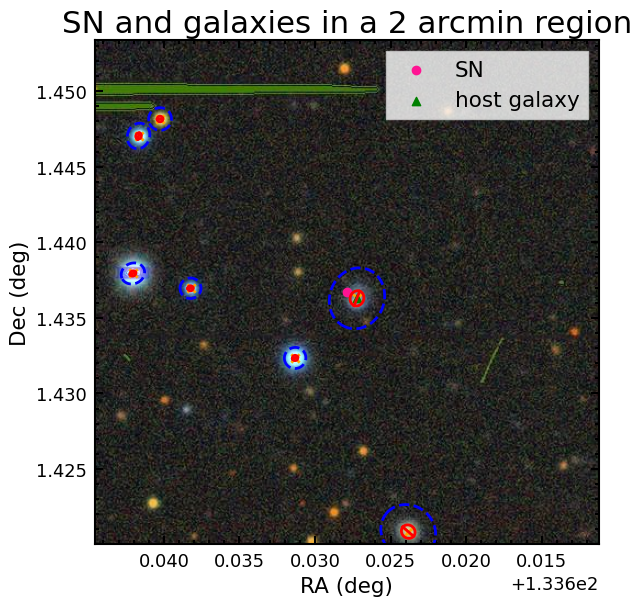 SN and galaxies in a 2 arcmin region
SN
host galaxy
1.450
1.445
1.440
1.435
1.430
1.425
Dec (deg)
0.040 0.035 0.030 0.025 0.020 0.015
RA (deg)
+1.336e2